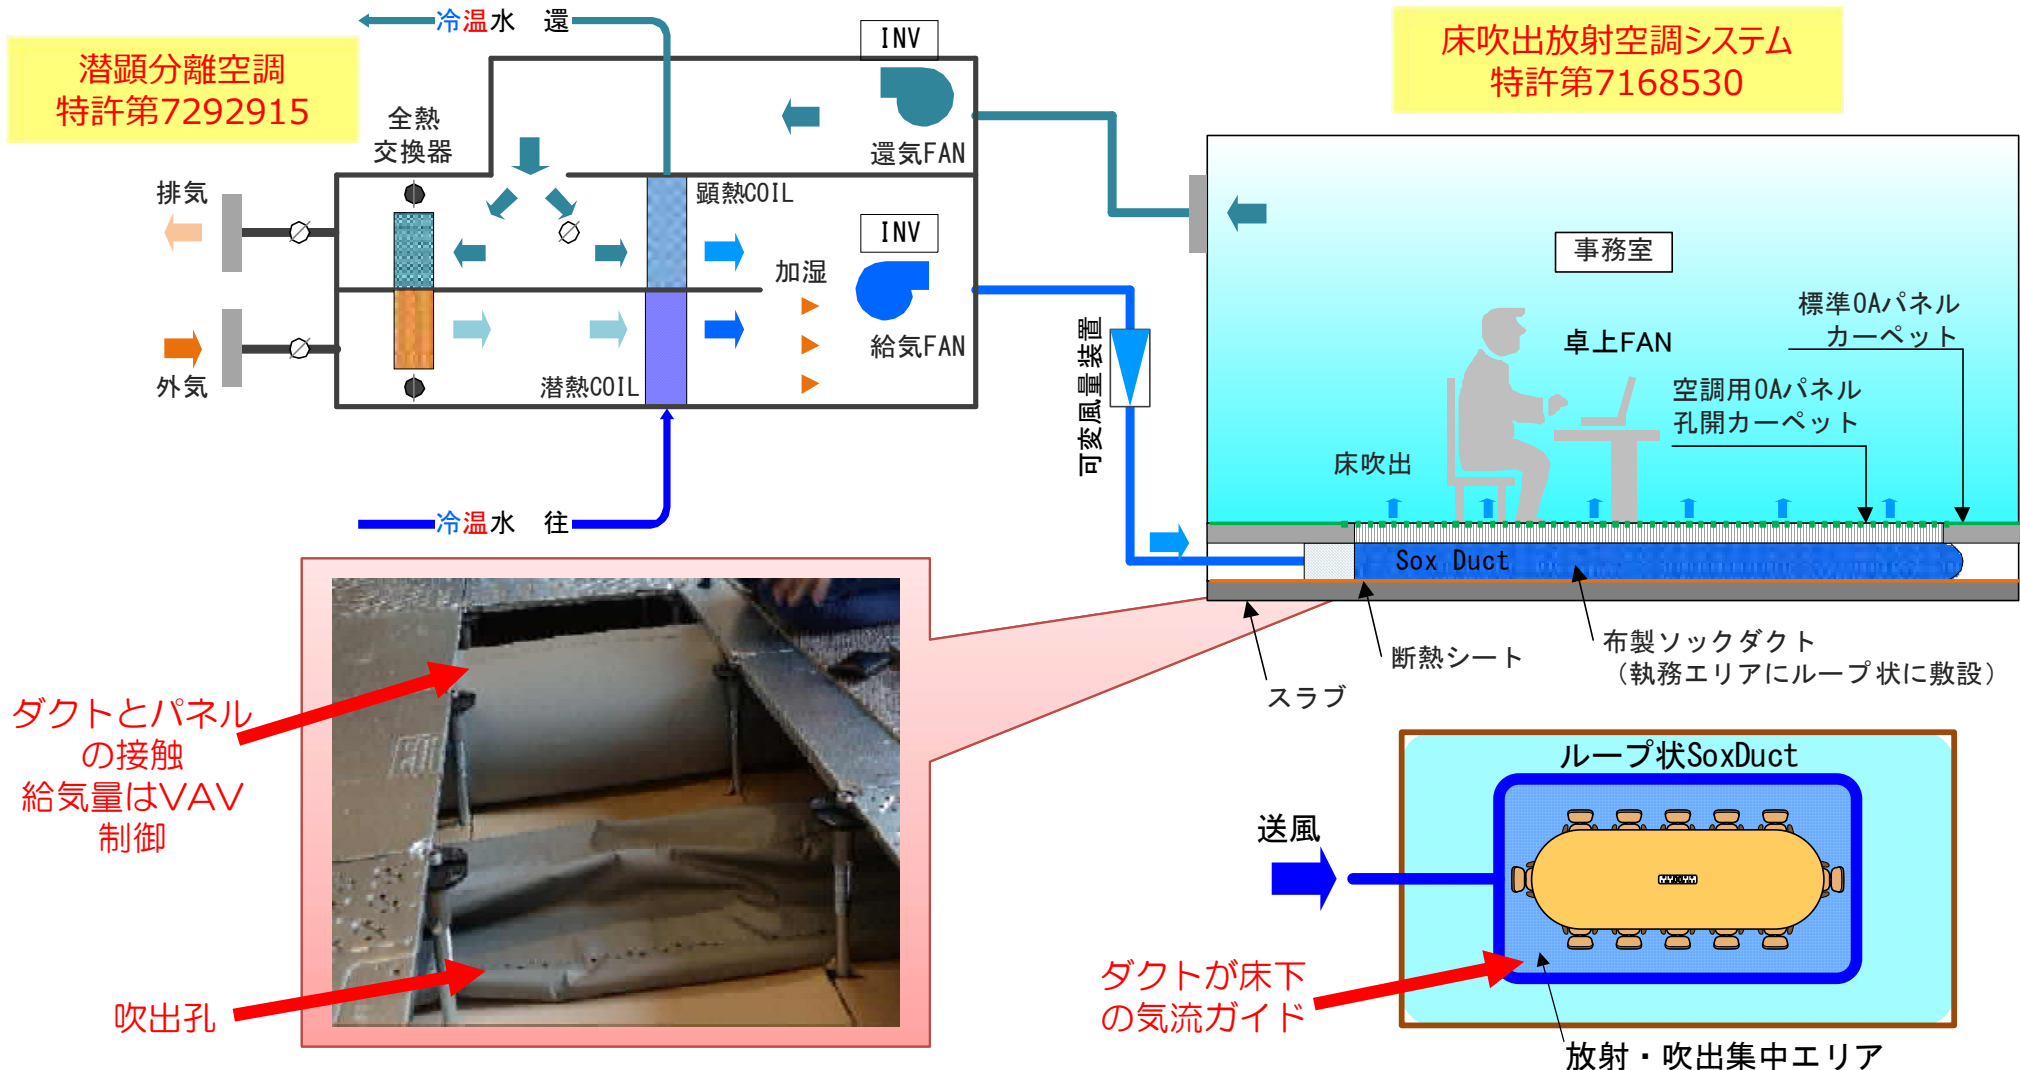 冷温水　還
潜顕分離空調
特許第7292915
INV
床吹出放射空調システム
特許第7168530
全熱
交換器
還気FAN
排気
顕熱COIL
INV
加湿
事務室
外気
潜熱COIL
給気FAN
可変風量装置
標準OAパネル
カーペット
卓上FAN
空調用OAパネル
孔開カーペット
床吹出
冷温水　往
Sox Duct
断熱シート
布製ソックダクト
（執務エリアにループ状に敷設）
スラブ
ダクトとパネル
の接触
給気量はVAV
制御
吹出孔
ループ状SoxDuct
送風
ダクトが床下
の気流ガイド
放射・吹出集中エリア